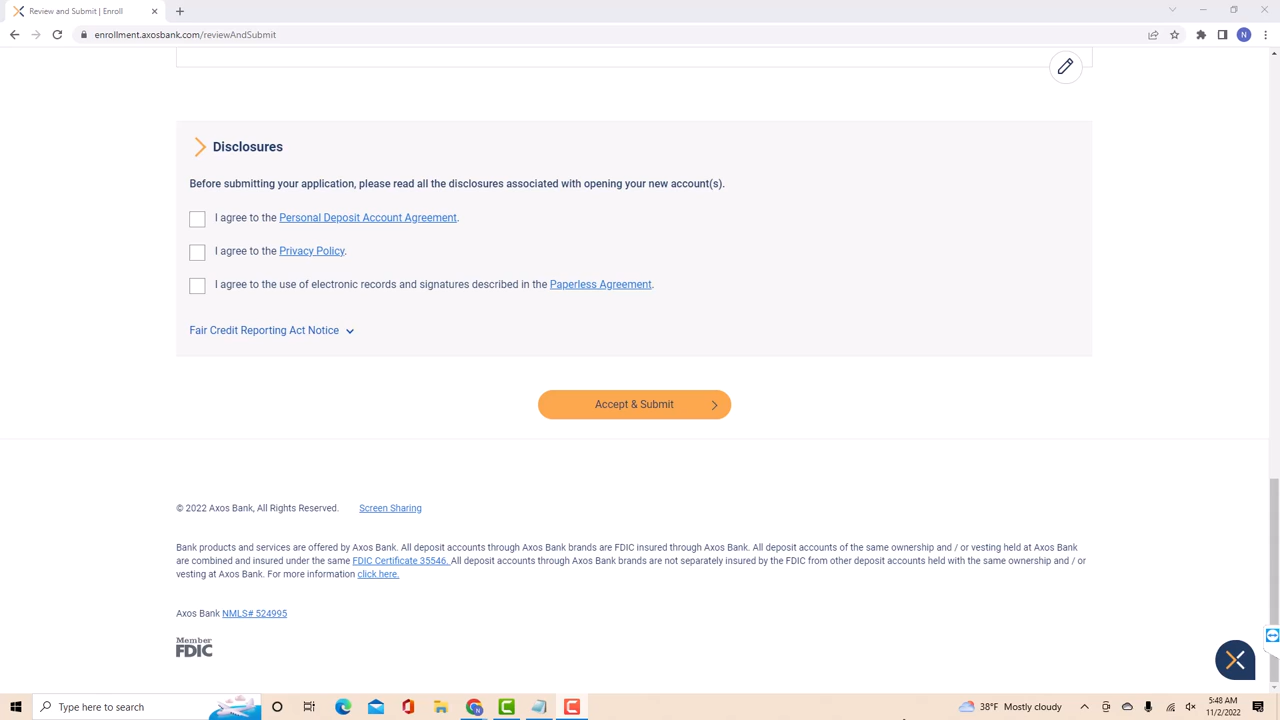 Review and Submit | Enroll
enrollment.axosbank.com/reviewAndSubmit
N
Disclosures
Before submitting your application, please read all the disclosures associated with opening your new account(s).
I agree to the Personal Deposit Account Agreement.
I agree to the Privacy Policy.
I agree to the use of electronic records and signatures described in the Paperless Agreement.
Fair Credit Reporting Act Notice
Accept & Submit
© 2022 Axos Bank, All Rights Reserved. Screen Sharing
Bank products and services are offered by Axos Bank. All deposit accounts through Axos Bank brands are FDIC insured through Axos Bank. All deposit accounts of the same ownership and / or vesting held at Axos Bank
are combined and insured under the same FDIC Certificate 35546. All deposit accounts through Axos Bank brands are not separately insured by the FDIC from other deposit accounts held with the same ownership and / or
vesting at Axos Bank. For more information click here.
Axos Bank NMLS# 524995
Member
FDIC
Type here to search
38°F Mostly cloudy
5:48 AM
11/2/2022